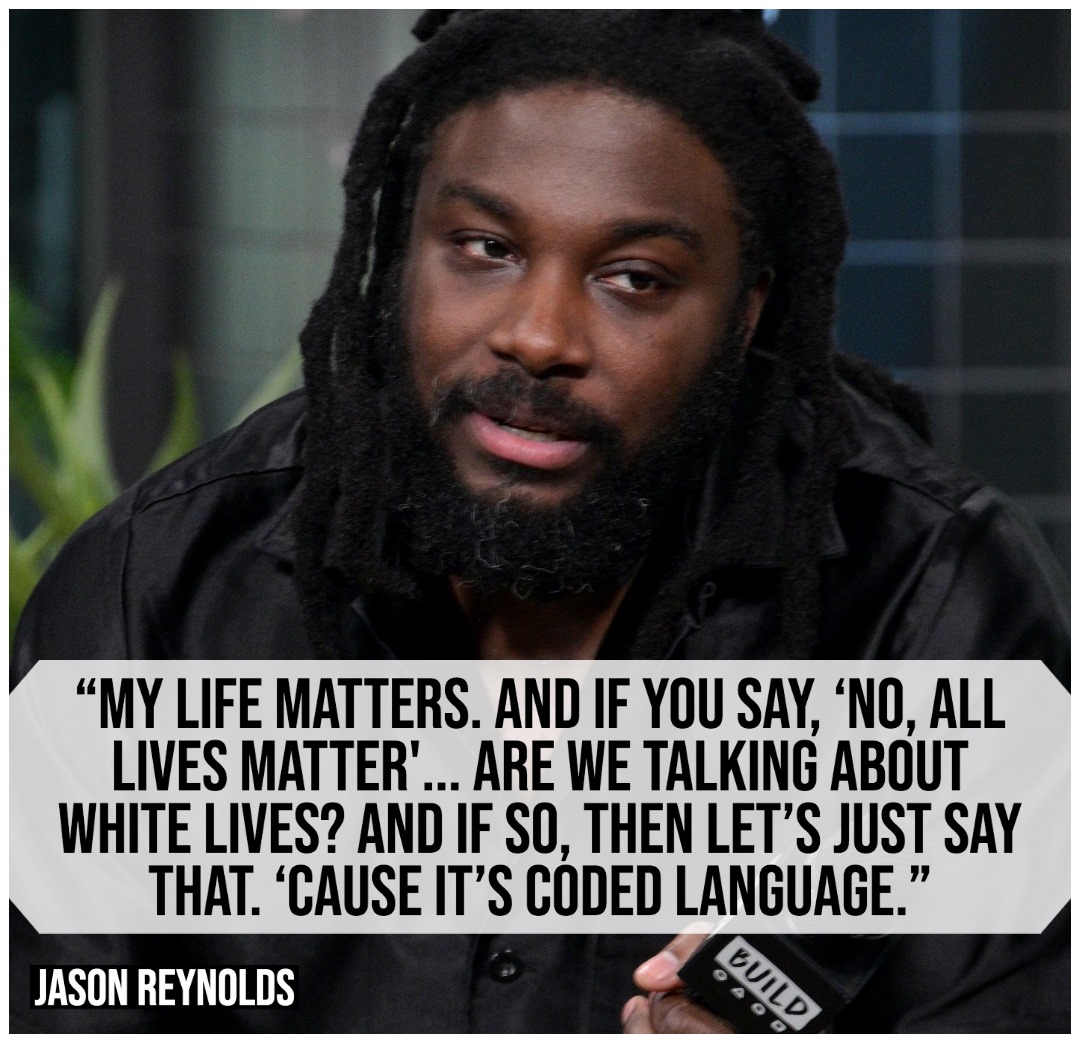 “MY LIFE MATTERS. AND IF YOU SAY, ‘NO, ALL
LIVES MATTER'... ARE WE TALKING ABOUT
WHITE LIVES? AND IF SO, THEN LET’S JUST SAY
THAT. ‘CAUSE IT’S CODED LANGUAGE.”
JASON REYNOLDS
BUILD